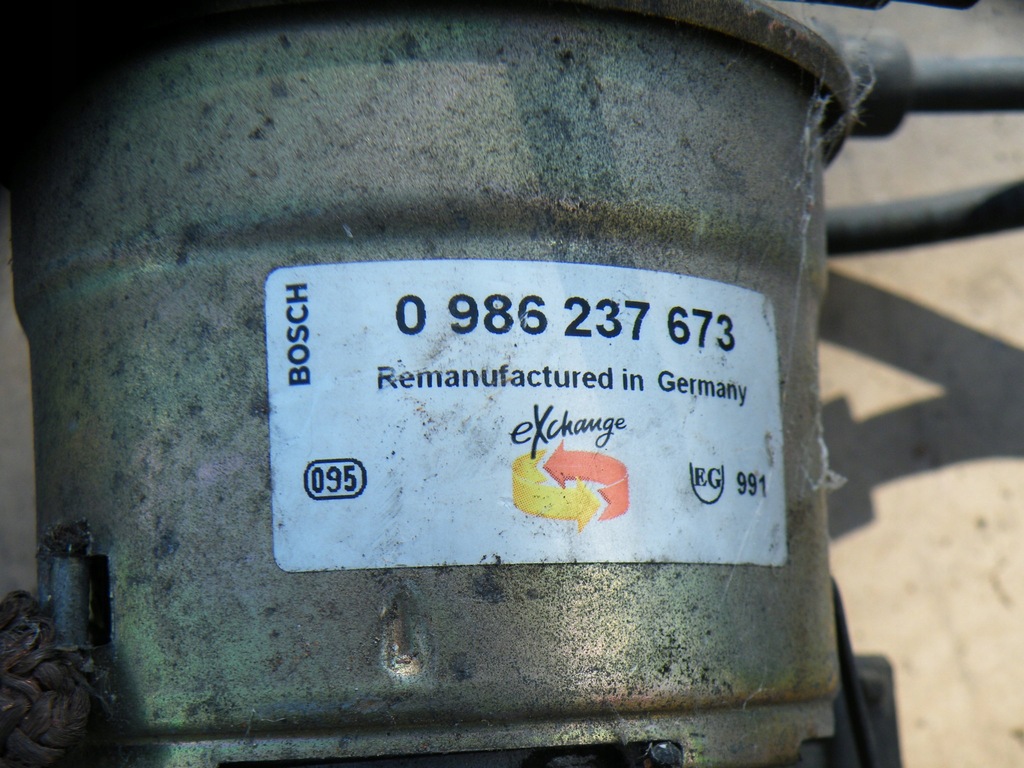 BOSCH
0 986 237 673
Remanufactured in Germany
eXchange
095
EG 991